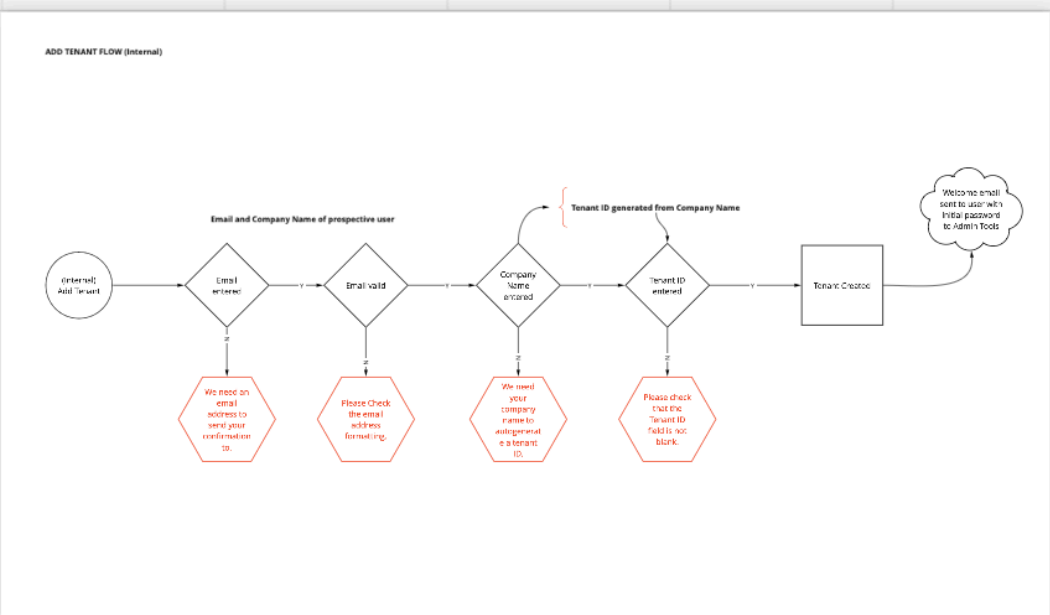 ADD TENANT FLOW (Internal)
Email and Company Name of prospective user
Tenant ID generated from Company Name
Welcome email
sent to user with
initial password
to Admin Tools
(Internal)
Add Tenant
Email
entered
Y
Email valid
Y
Company
Name
entered
Y
Tenant ID
entered
Y
Tenant Created
N
N
N
N
We need an
email
address to
send your
confirmation
to.
Please Check
the email
address
formatting.
We need
your
company
name to
autogenerat
e a tenant
ID.
Please check
that the
Tenant ID
field is not
blank.